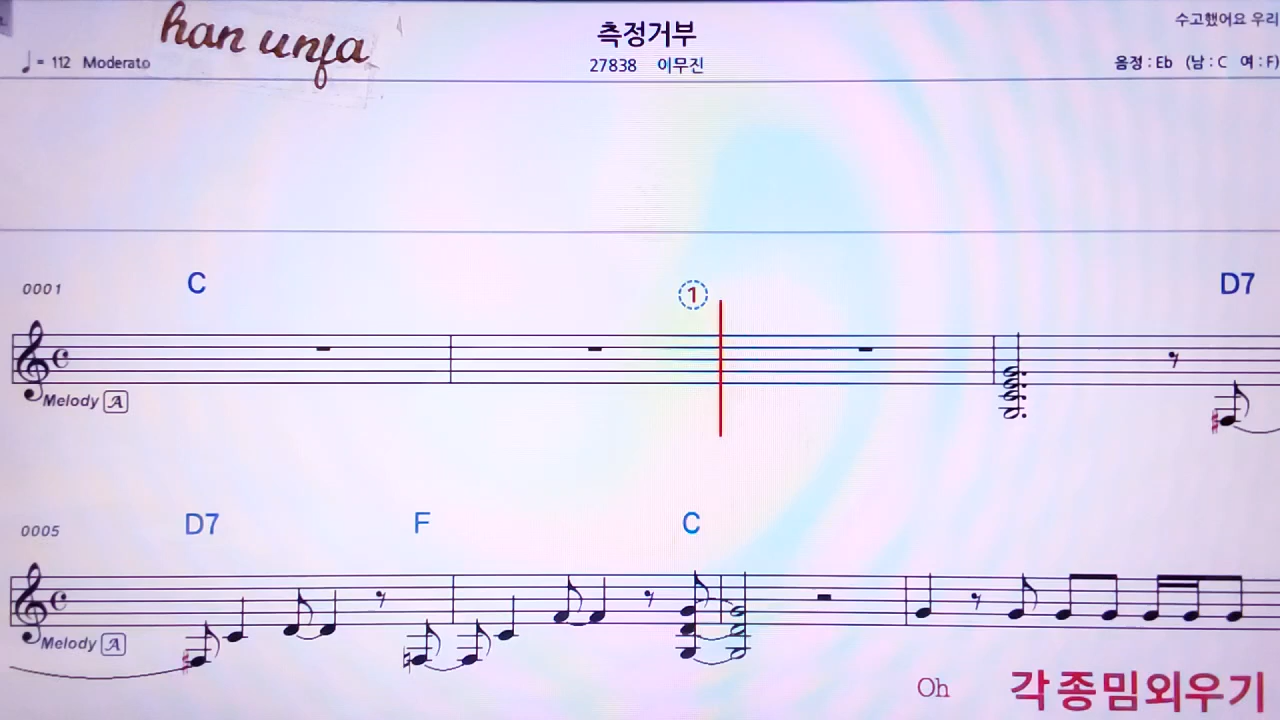 han unja
측정거부
수고했어요 우리
♩ = 112 Moderato
27838 이무진
음정 : Eb (남 : C 여 : F)
0001 C 1 D7
Melody A
0005 D7 F C
Melody A
Oh 각종밈외우기